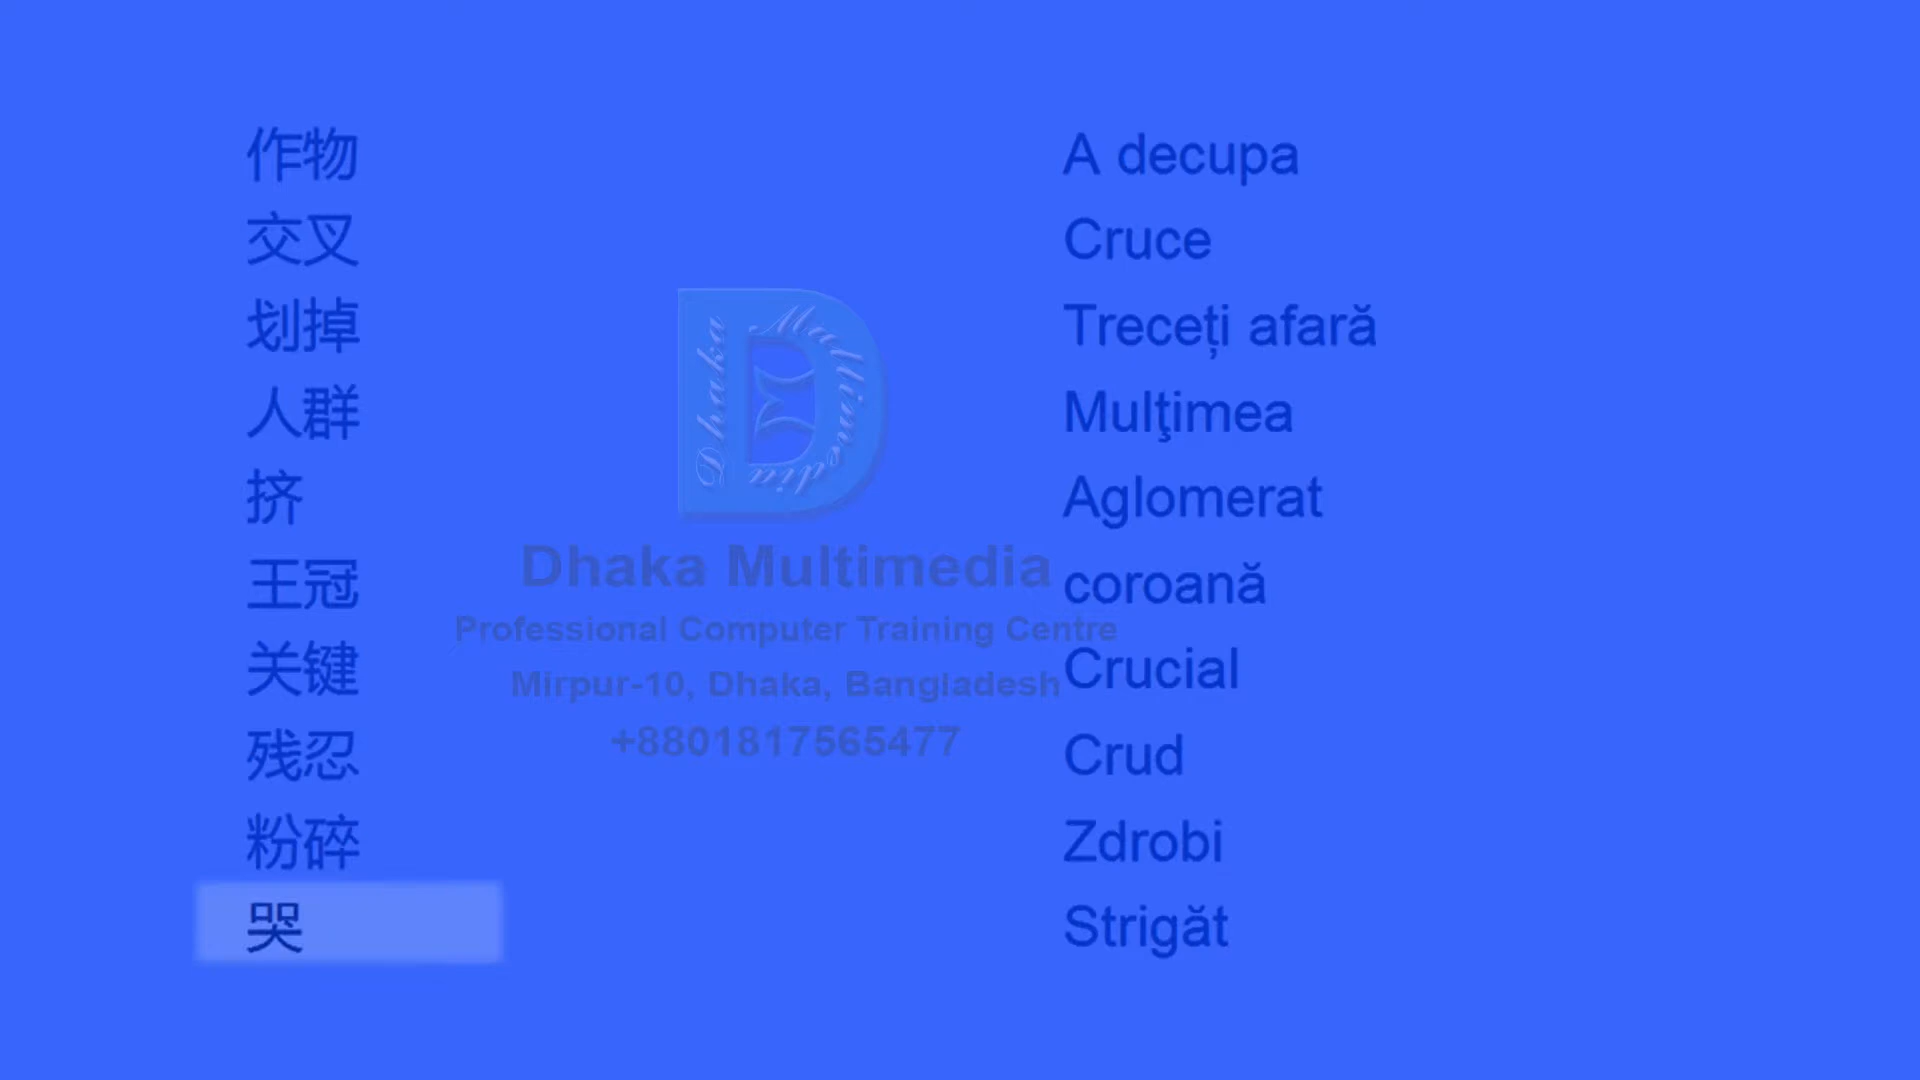 作物 A decupa
交叉 Cruce
划掉 Treceți afară
人群 Mulţimea
挤 Aglomerat
王冠 coroană
关键 Crucial
残忍 Crud
粉碎 Zdrobi
哭 Strigăt
Dhaka Multimedia
Dhaka Multimedia
Professional Computer Training Centre
Mirpur-10, Dhaka, Bangladesh
+8801817565477